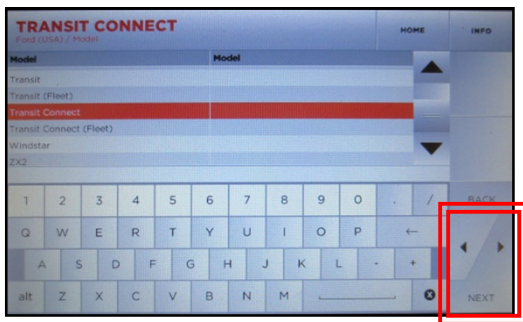 TRANSIT CONNECT
Ford (USA) / Model
HOME
INFO
Model Model
Transit
Transit (Fleet)
Transit Connect
Transit Connect (Fleet)
Windstar
ZX2
1 2 3 4 5 6 7 8 9 0 . /
BACK
Q W E R T Y U I O P ←
A S D F G H J K L - +
alt Z X C V B N M
NEXT